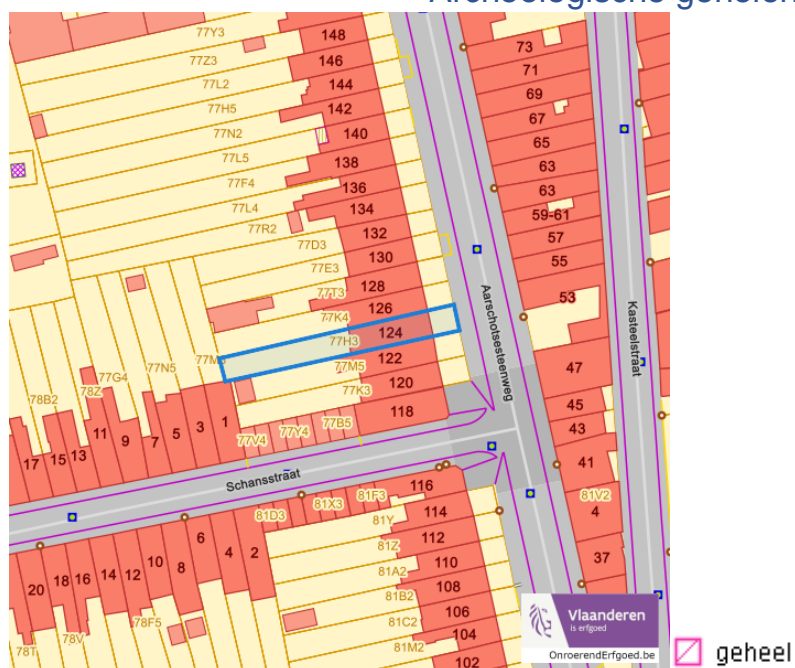 Archeologische gehelen
77Y3
148
73
77Z3
146
71
77L2
144
69
77H5
142
67
77N2
140
65
77L5
138
63
77F4
136
63
77L4
134
59-61
77R2
132
57
77D3
130
55
77E3
128
53
77T3
126
77K4
124
77H3
122
47
77M5
120
45
77K3
118
43
77G4
77N5
78Z
78B2
11
9
7
5
3
1
17
15
13
77V4
77Y4
77B5
41
Aarschotsesteenweg
Kasteelstraat
Schansstraat
116
81V2
4
81D3
81X3
81F3
114
81Y
112
37
81Z
110
81A2
108
81B2
106
81C2
104
81M2
102
20
18
16
14
12
10
8
6
4
2
78F5
78T
78V
Vlaanderen
is erfgoed
OnroerendErfgoed.be
geheel